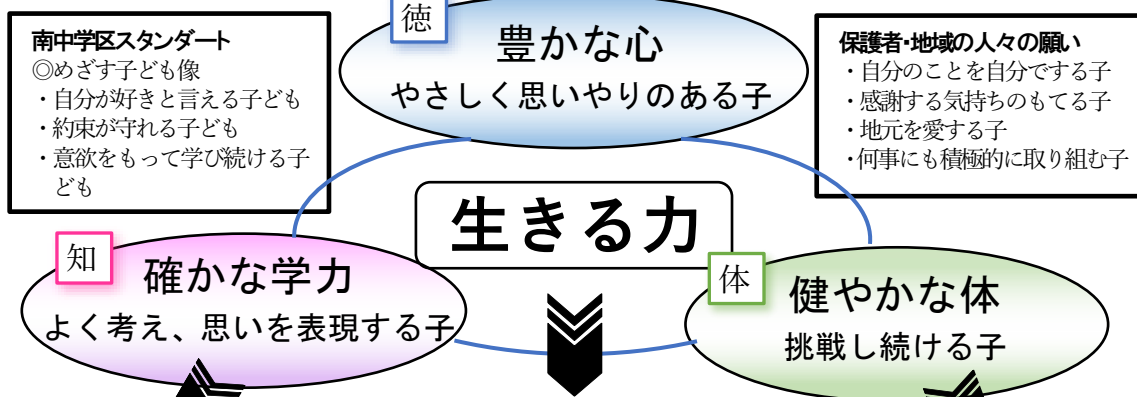 南中学区スタンダート
◎めざす子ども像
・自分が好きと言える子ども
・約束が守れる子ども
・意欲をもって学び続ける子
ども
徳
豊かな心
やさしく思いやりのある子
保護者・地域の人々の願い
・自分のことを自分でする子
・感謝する気持ちのもてる子
・地元を愛する子
・何事にも積極的に取り組む子
生きる力
知
確かな学力
よく考え、思いを表現する子
体
健やかな体
挑戦し続ける子